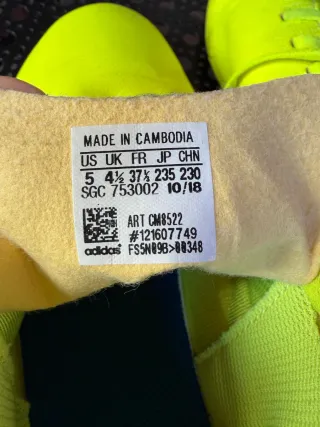 MADE IN CAMBODIA
US UK FR JP CHN
5 4½ 37⅓ 235 230
SGC 753002 10/18
ART CM8522
#121607749
adidas FS5N09B>00348